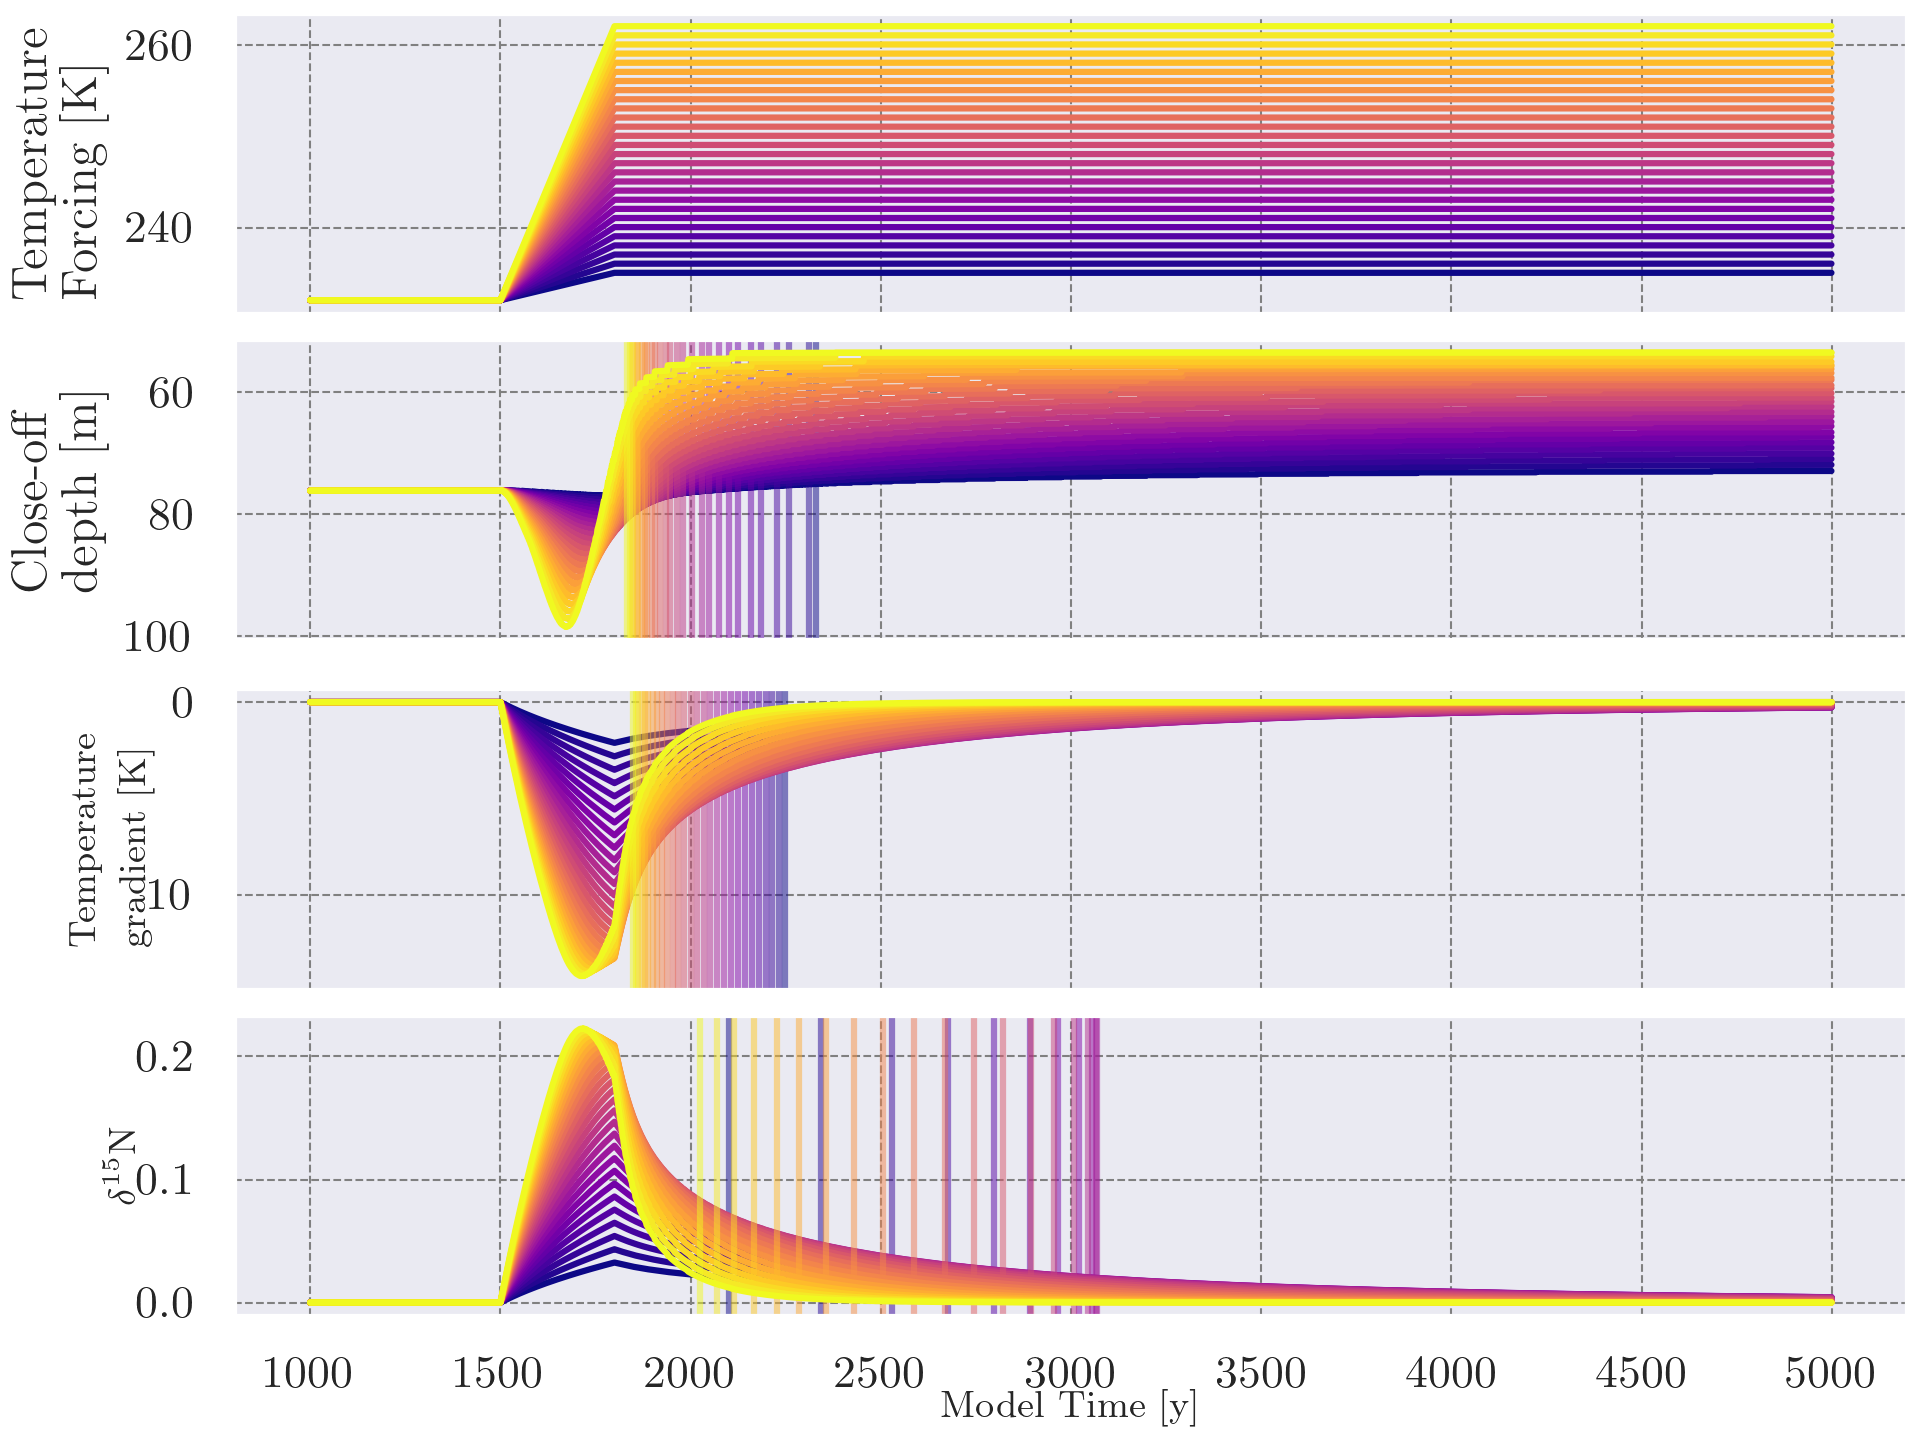 Temperature
Forcing [K]
260
240
Close-off
depth [m]
60
80
100
Temperature
gradient [K]
0
10
δ¹⁵N
0.2
0.1
0.0
1000 1500 2000 2500 3000 3500 4000 4500 5000
Model Time [y]